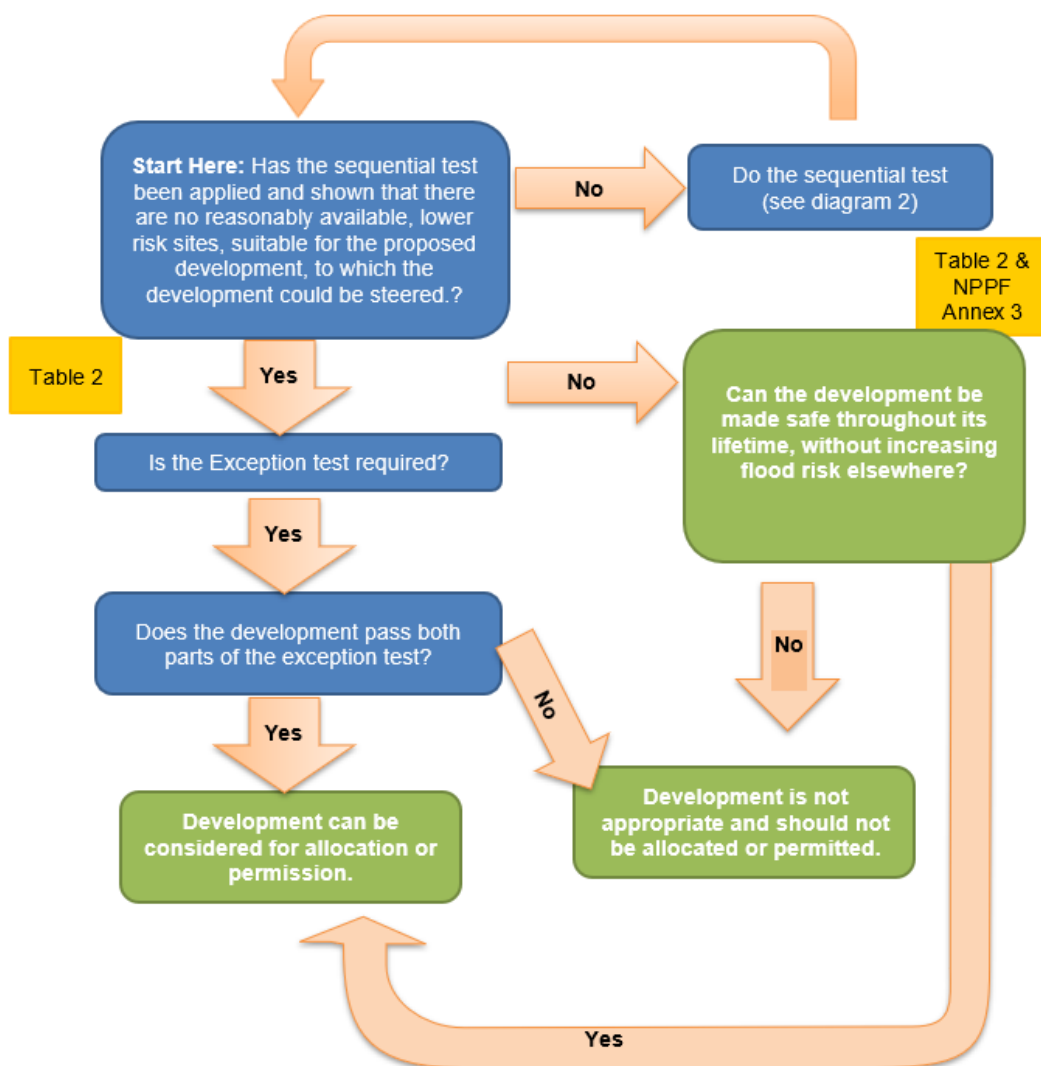 Start Here: Has the sequential test
been applied and shown that there
are no reasonably available, lower
risk sites, suitable for the proposed
development, to which the
development could be steered.?
No
Do the sequential test
(see diagram 2)
Table 2 &
NPPF
Annex 3
Table 2
Yes
No
Can the development be
made safe throughout its
lifetime, without increasing
flood risk elsewhere?
Is the Exception test required?
Yes
Does the development pass both
parts of the exception test?
No
No
Yes
Development can be
considered for allocation or
permission.
Development is not
appropriate and should not
be allocated or permitted.
Yes